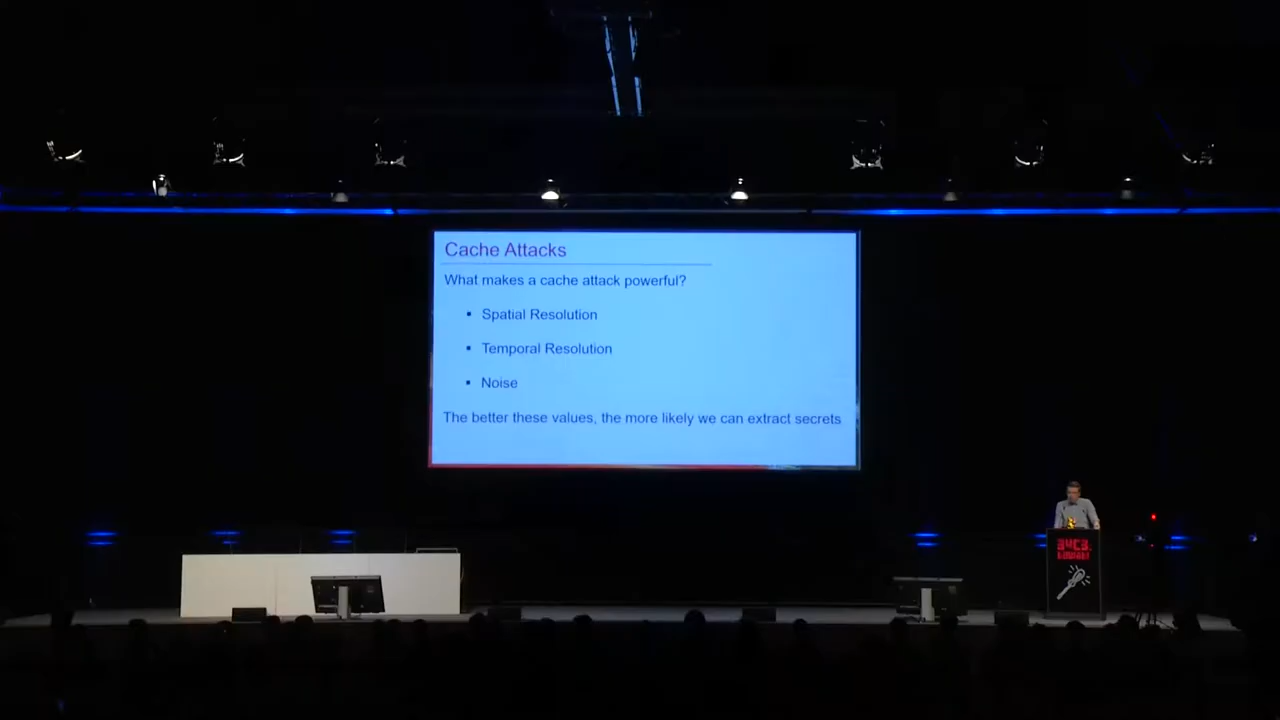 Cache Attacks
What makes a cache attack powerful?
▪ Spatial Resolution
▪ Temporal Resolution
▪ Noise
The better these values, the more likely we can extract secrets
34C3.